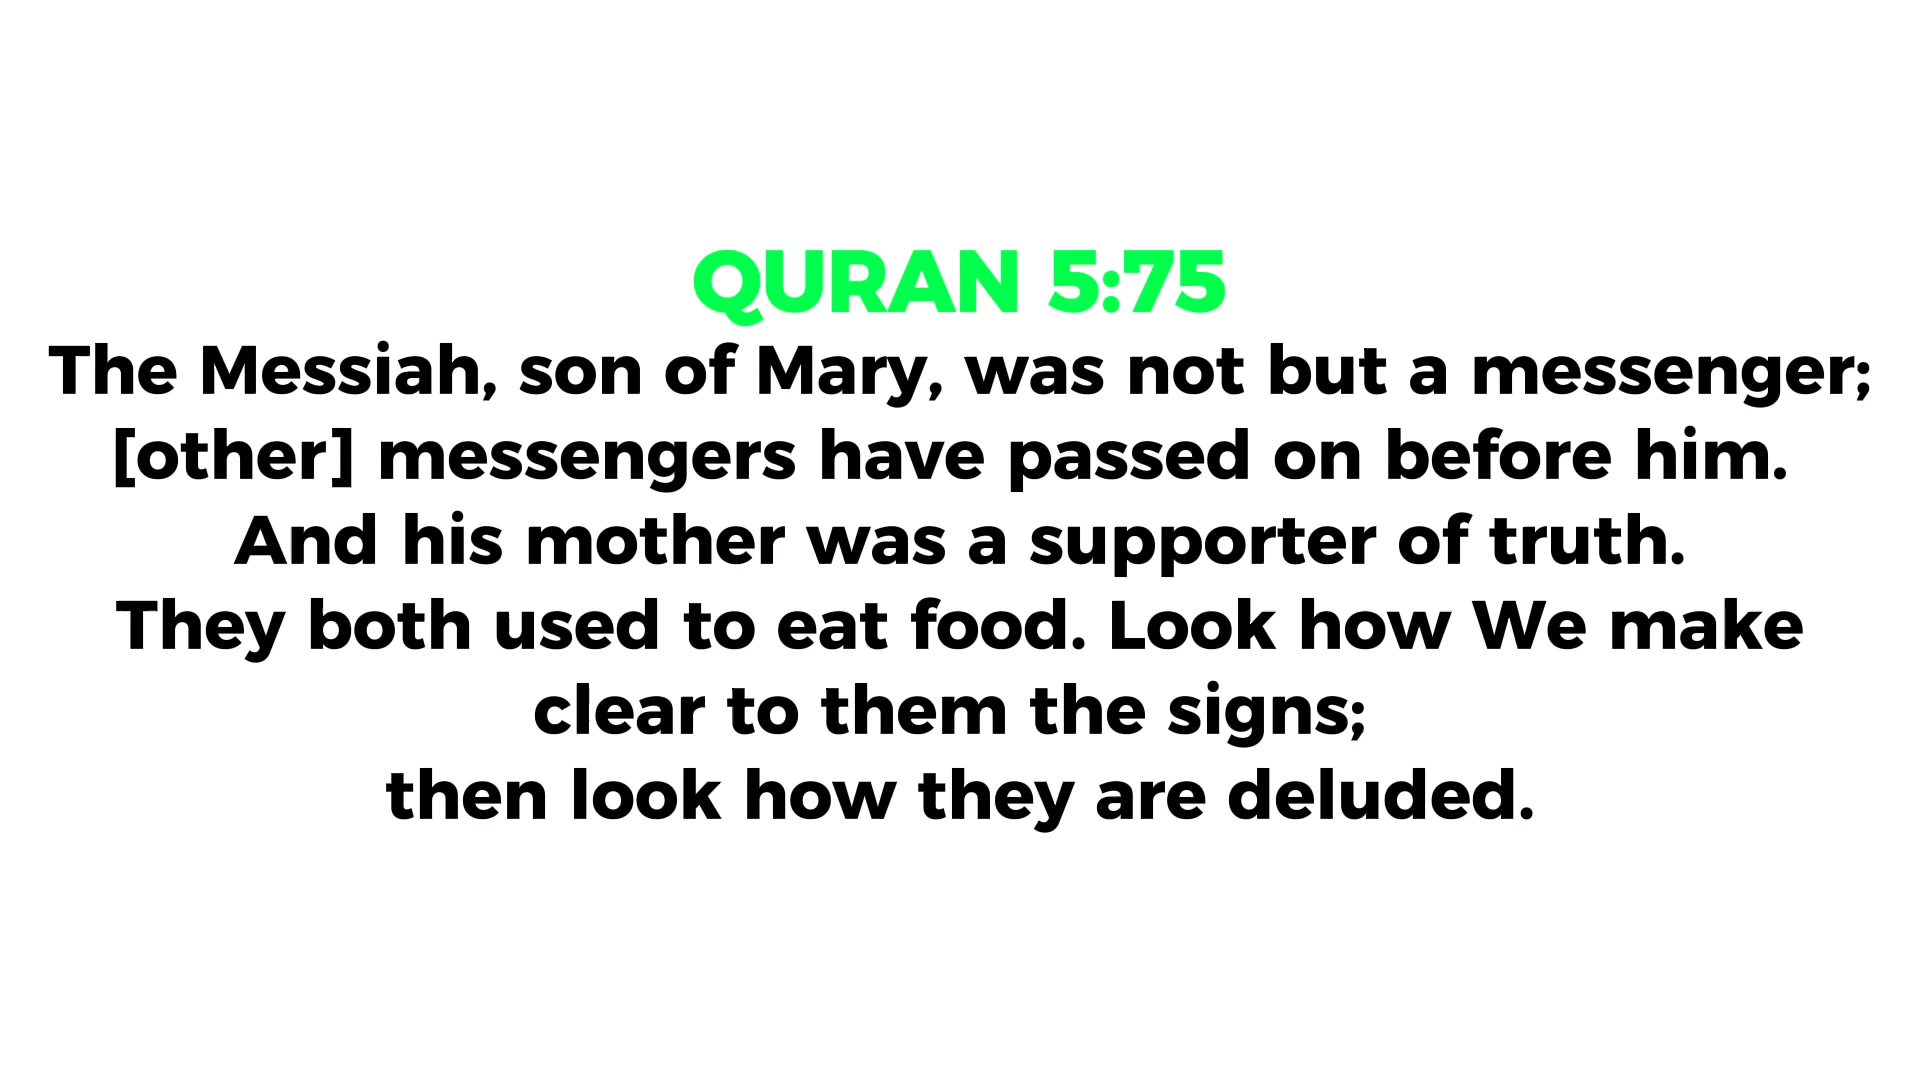 QURAN 5:75
The Messiah, son of Mary, was not but a messenger;
[other] messengers have passed on before him.
And his mother was a supporter of truth.
They both used to eat food. Look how We make
clear to them the signs;
then look how they are deluded.